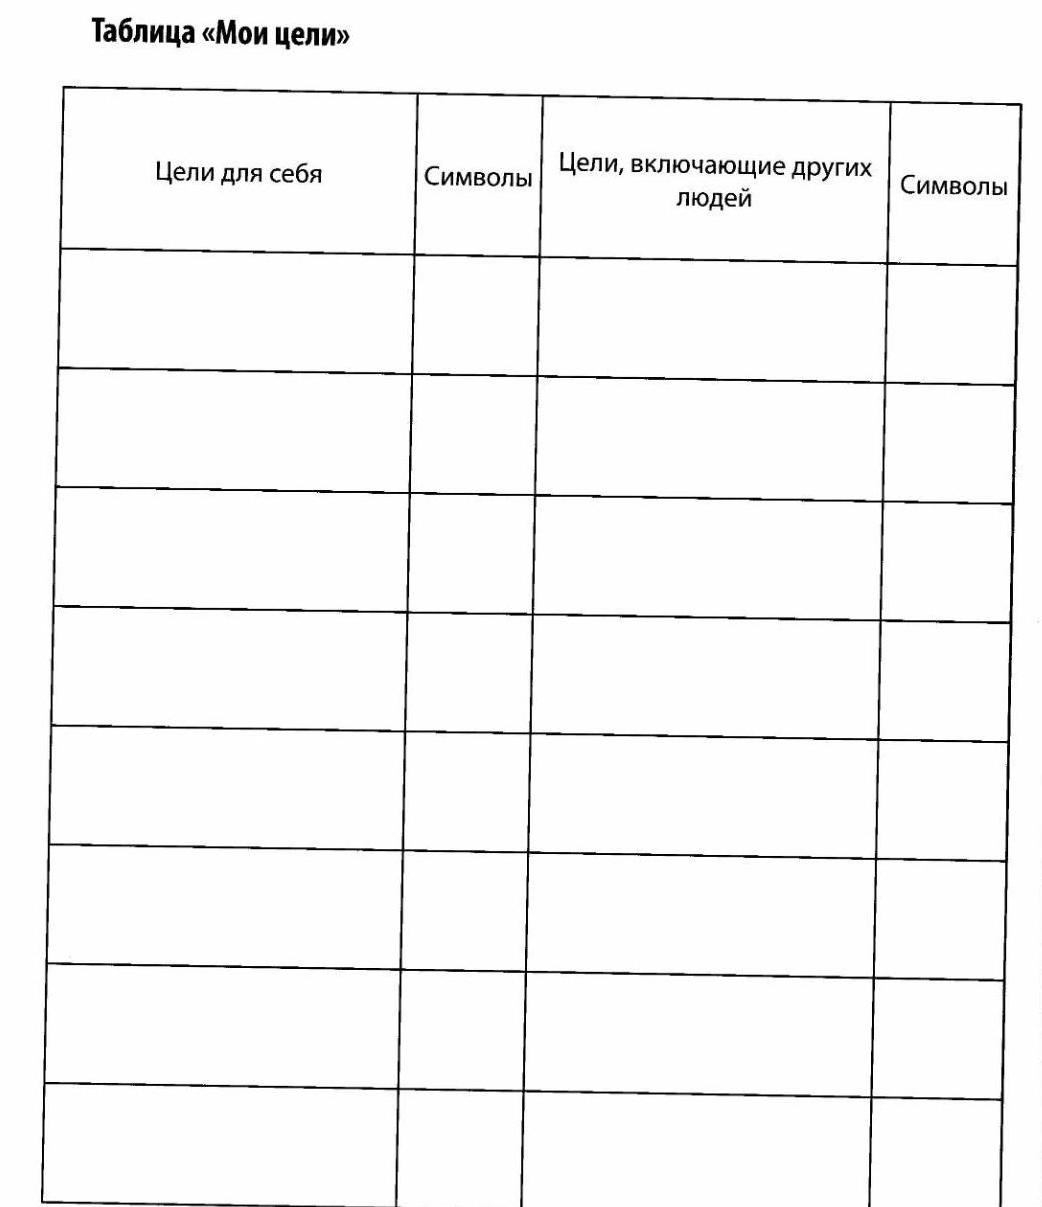 Таблица «Мои цели»
Цели для себя
Символы
Цели, включающие других
людей
Символы